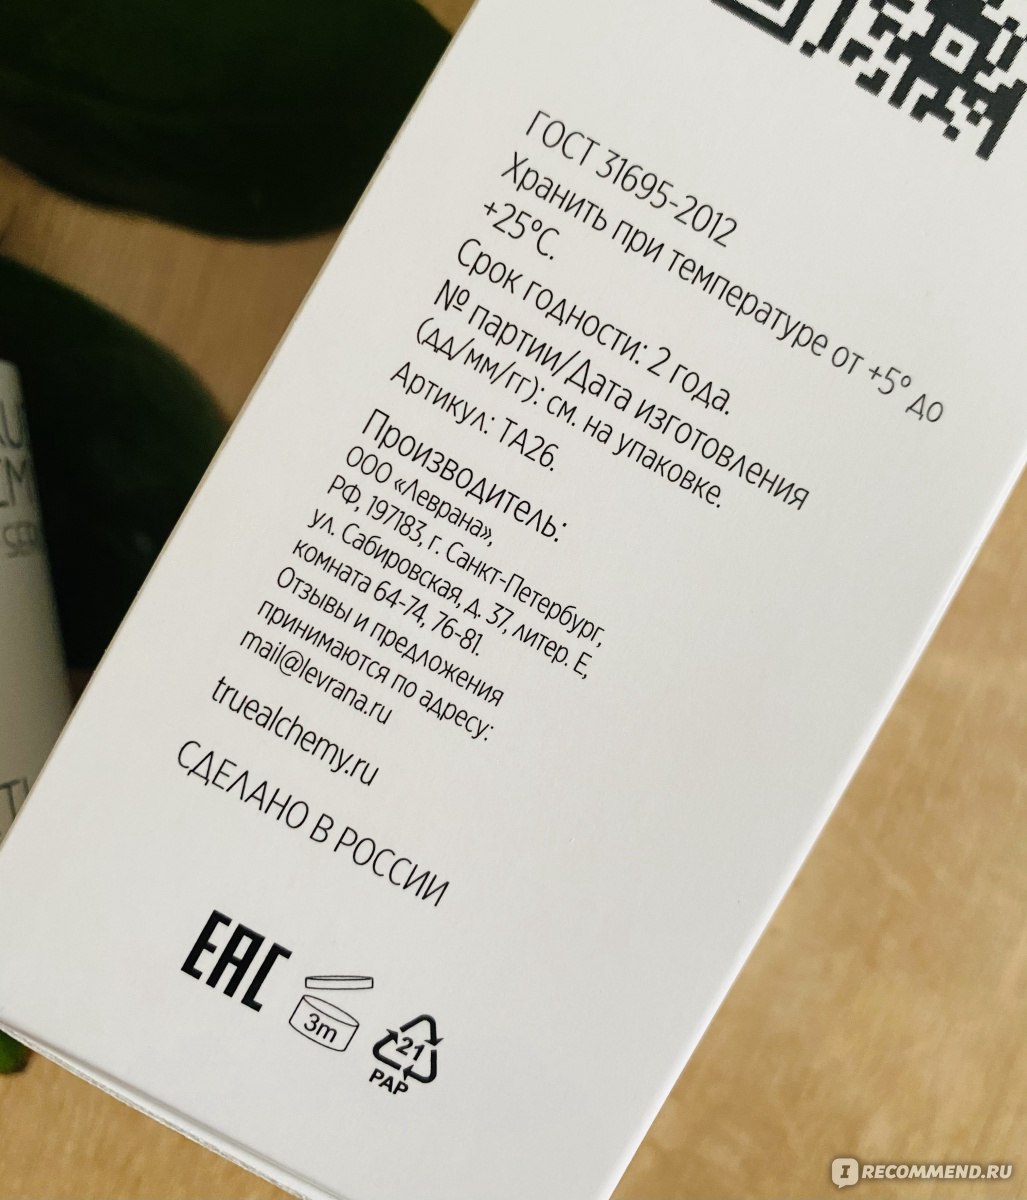 ГОСТ 31695-2012
Хранить при температуре от +5° до
+25°C.
Срок годности: 2 года.
№ партии/Дата изготовления
(дд/мм/гг): см. на упаковке.
Артикул: ТА26.
Производитель:
ООО «Леврана»,
РФ, 197183, г. Санкт-Петербург,
ул. Сабировская, д. 37, литер. Е,
комната 64-74, 76-81.
Отзывы и предложения
принимаются по адресу:
mail@levrana.ru
truealchemy.ru
СДЕЛАНО В РОССИИ
EAC
3m
21
PAP
IRECOMMEND.RU